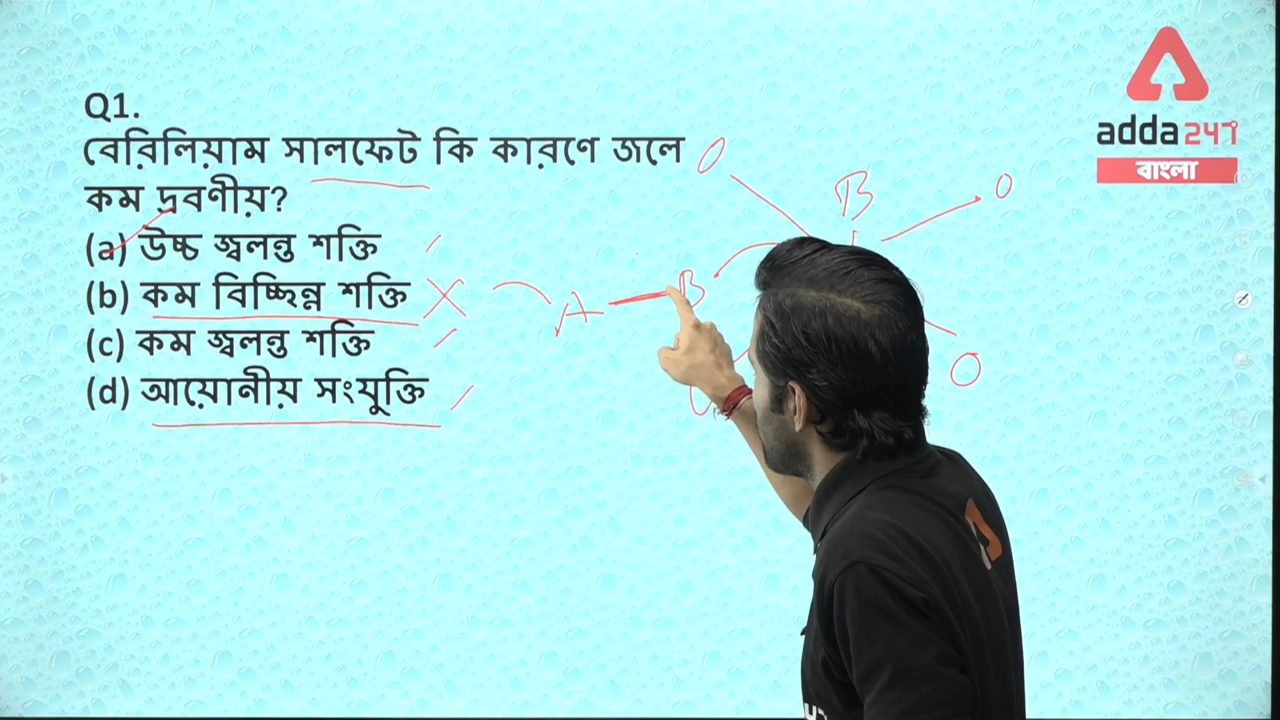 Q1.
বেরিলিয়াম সালফেট কি কারণে জলে
কম দ্রবণীয়?
(a) উচ্চ জ্বলন্ত শক্তি
(b) কম বিচ্ছিন্ন শক্তি
(c) কম জ্বলন্ত শক্তি
(d) আয়োনীয় সংযুক্তি
adda247
বাংলা
O
B
O
A
B
O